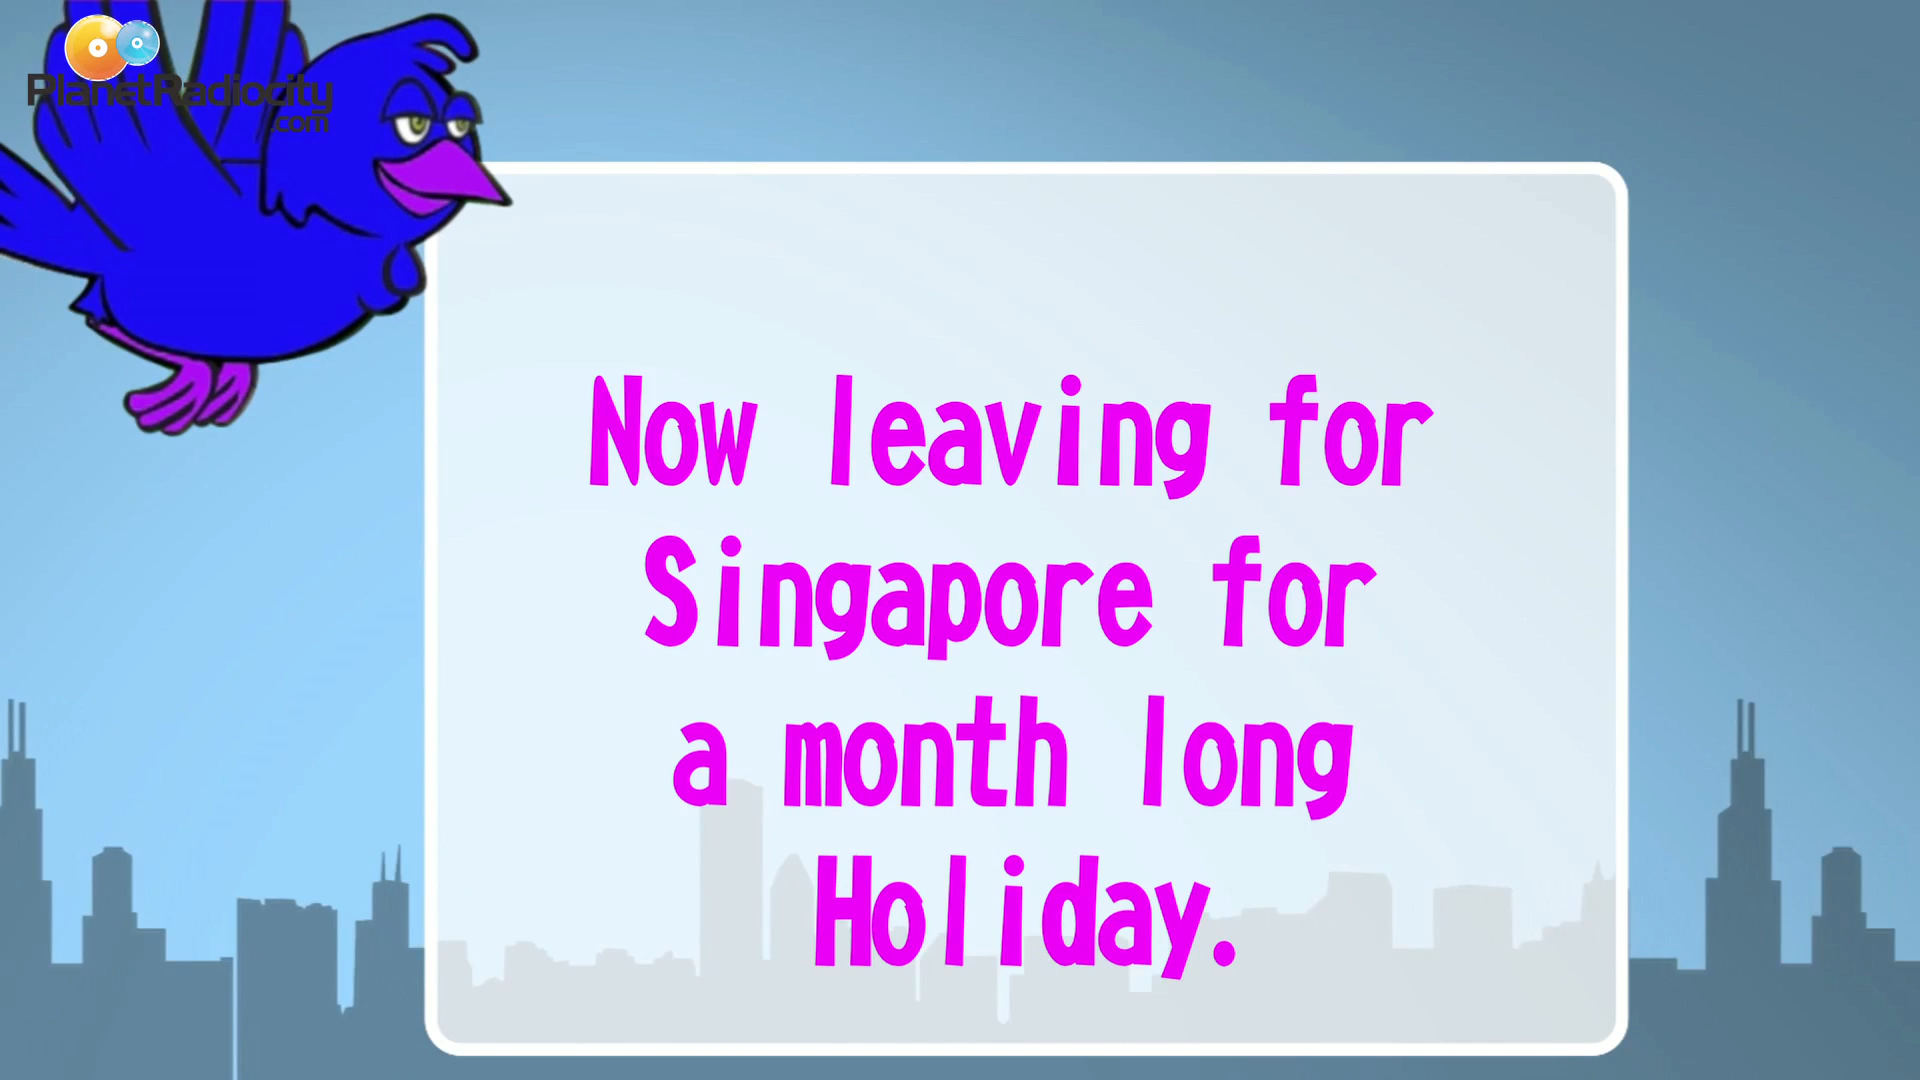 PlanetRadiocity
.com
Now leaving for
Singapore for
a month long
Holiday.